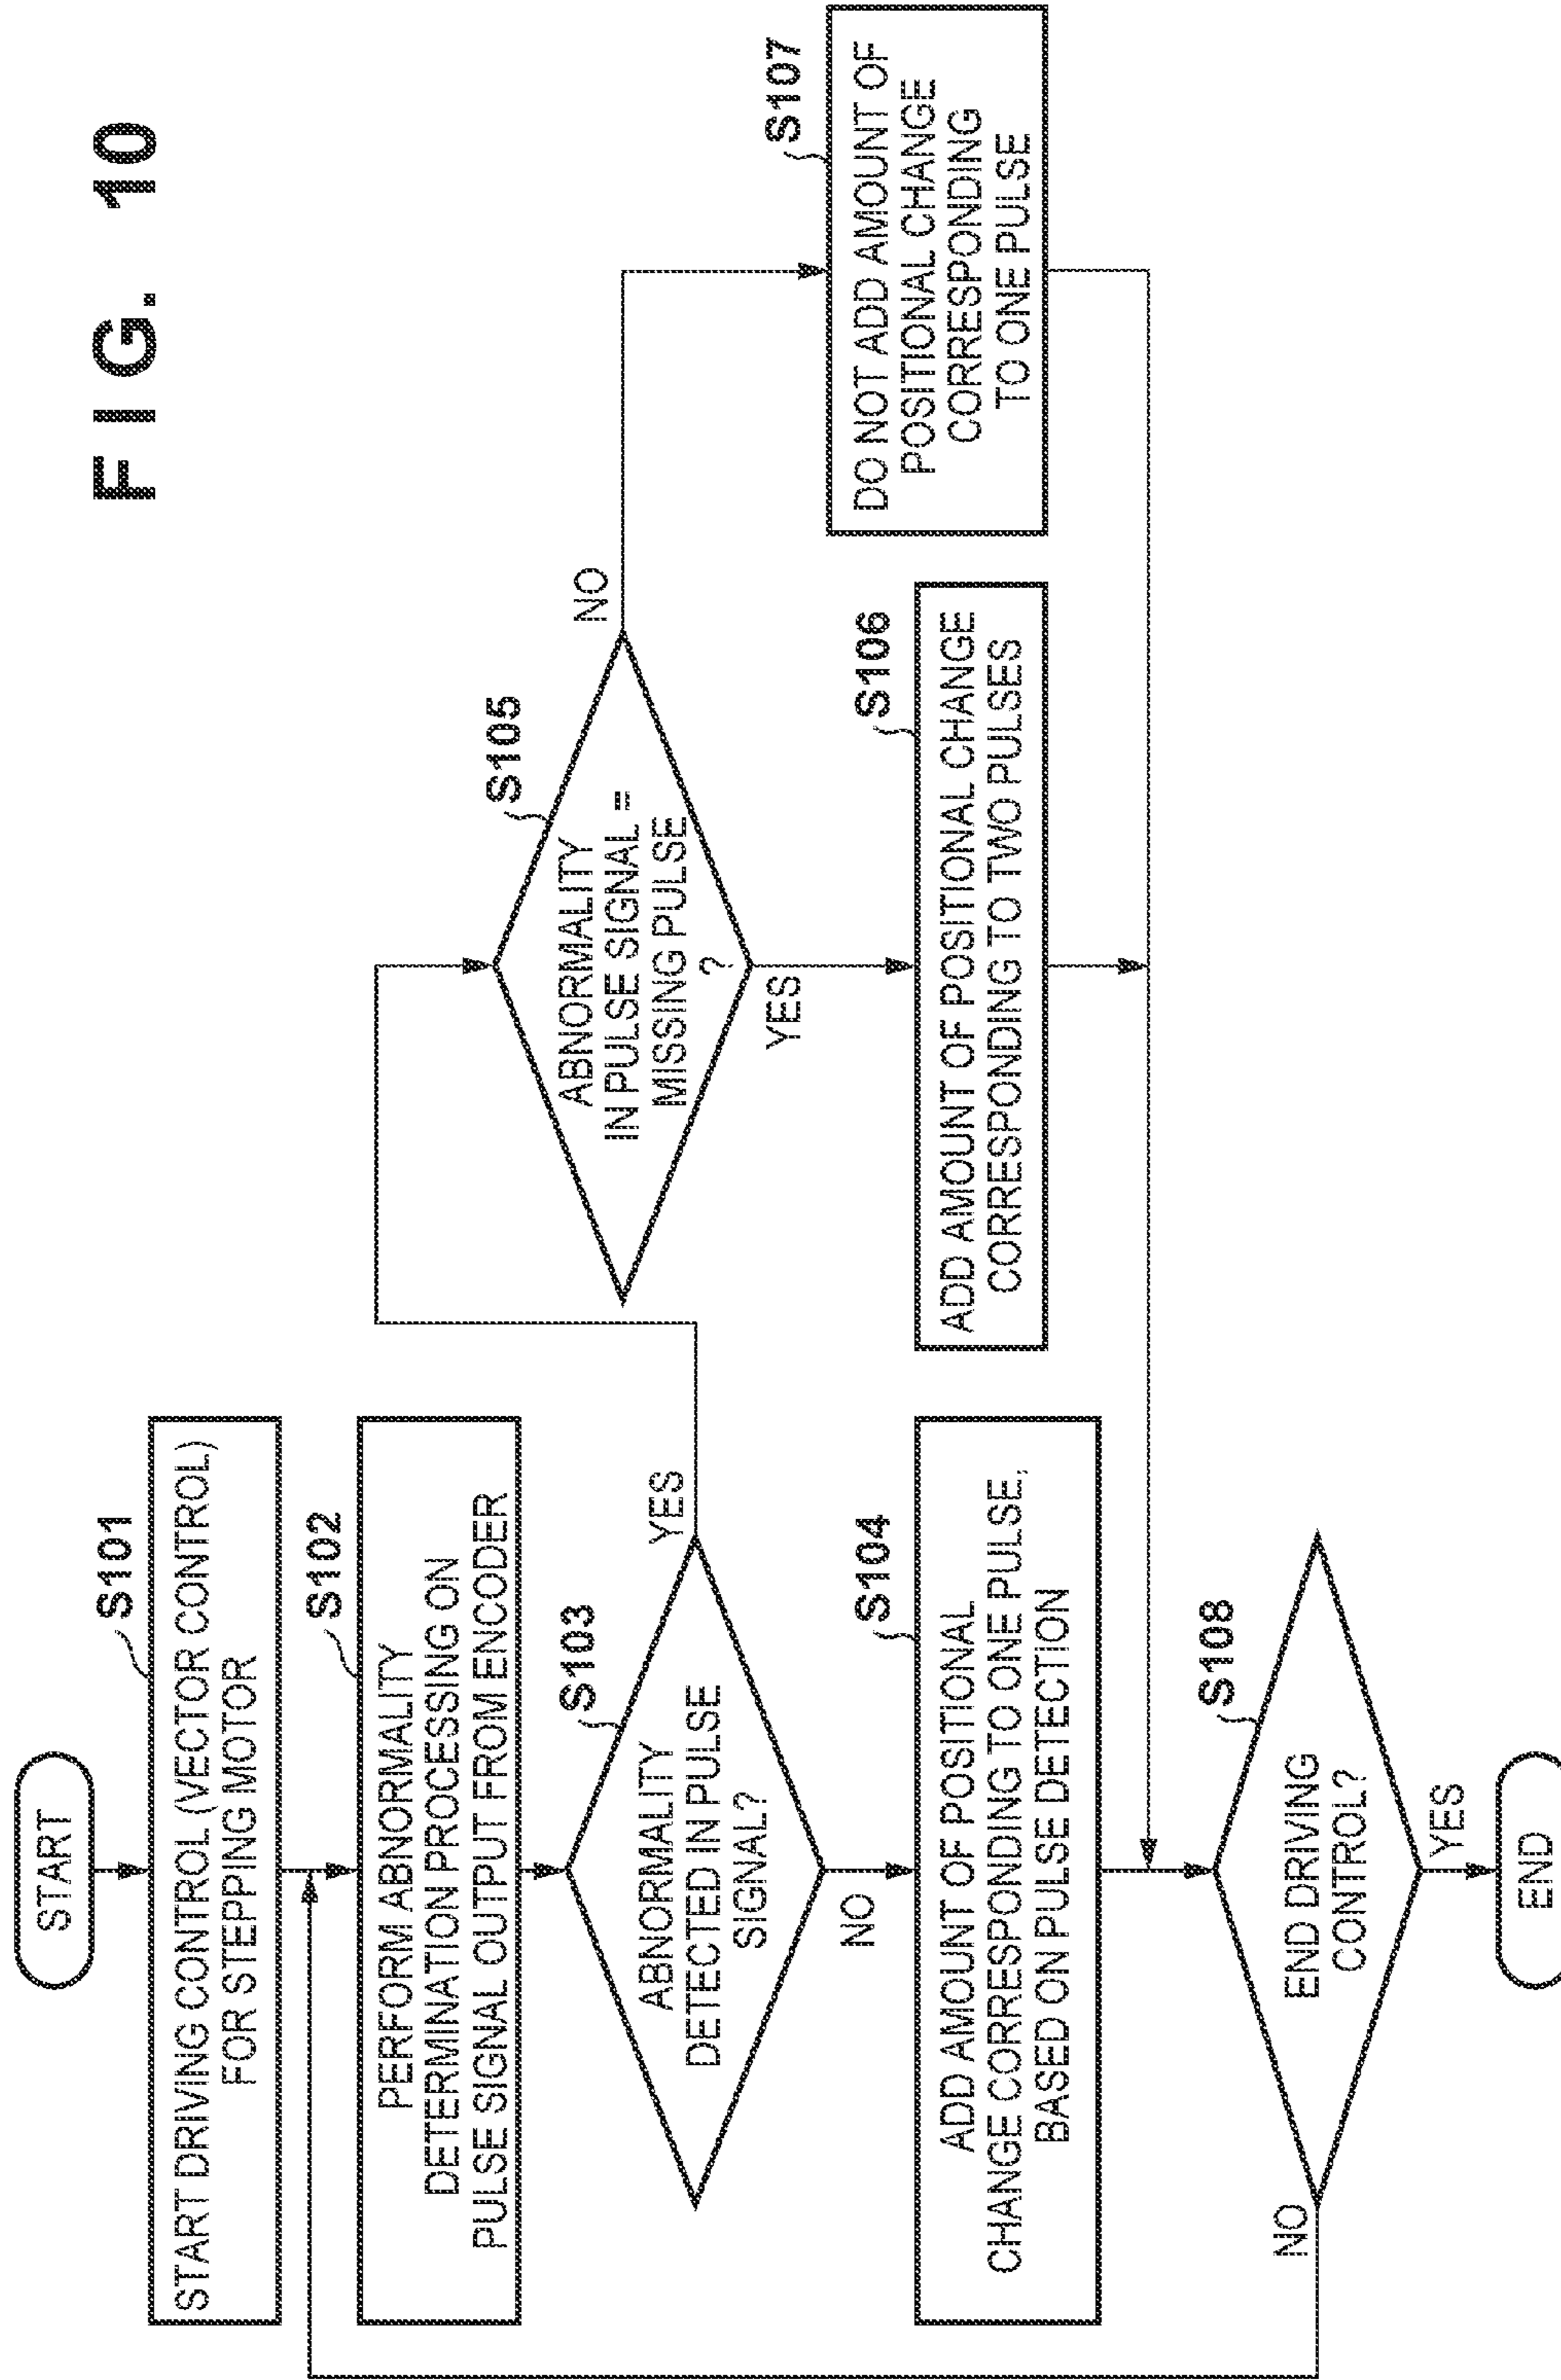 FIG. 10
START
S101
START DRIVING CONTROL (VECTOR CONTROL)
FOR STEPPING MOTOR
S102
PERFORM ABNORMALITY
DETERMINATION PROCESSING ON
PULSE SIGNAL OUTPUT FROM ENCODER
S103
ABNORMALITY
DETECTED IN PULSE
SIGNAL?
YES
NO
S104
ADD AMOUNT OF POSITIONAL
CHANGE CORRESPONDING TO ONE PULSE,
BASED ON PULSE DETECTION
S105
ABNORMALITY
IN PULSE SIGNAL =
MISSING PULSE
?
NO
YES
S106
ADD AMOUNT OF POSITIONAL CHANGE
CORRESPONDING TO TWO PULSES
S107
DO NOT ADD AMOUNT OF
POSITIONAL CHANGE
CORRESPONDING
TO ONE PULSE
S108
END DRIVING
CONTROL?
NO
YES
END